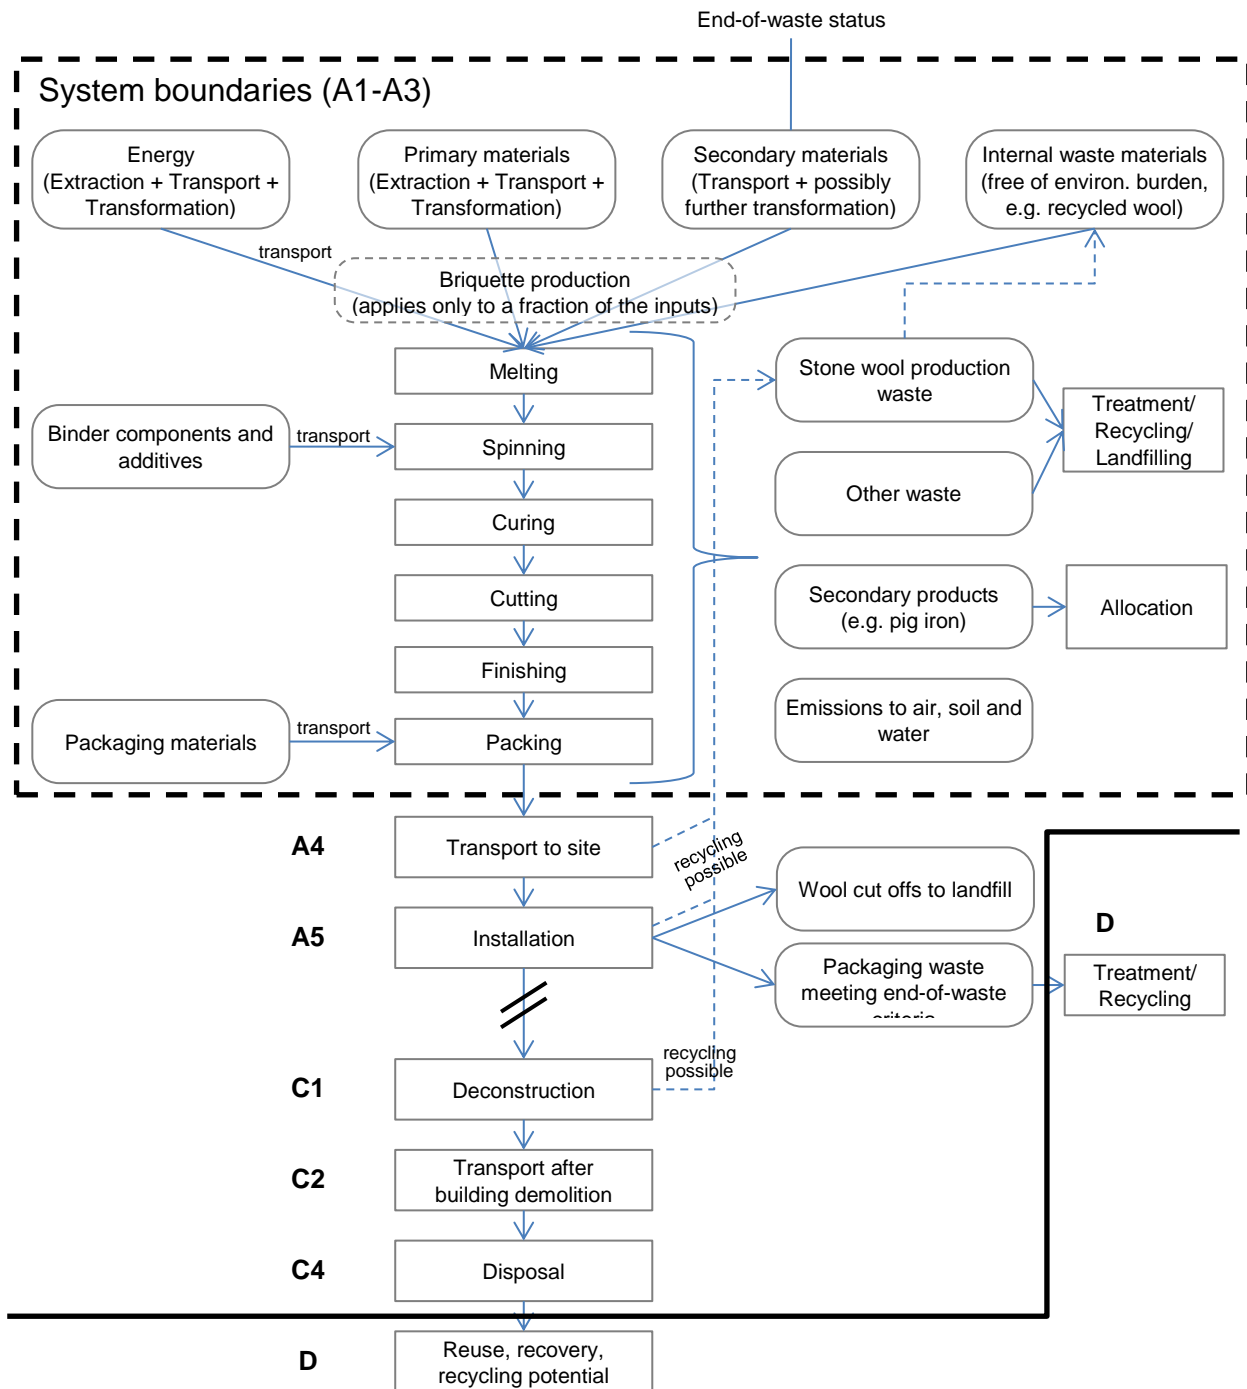 End-of-waste status
System boundaries (A1-A3)
Energy
(Extraction + Transport +
Transformation)
Primary materials
(Extraction + Transport +
Transformation)
Secondary materials
(Transport + possibly
further transformation)
Internal waste materials
(free of environ. burden,
e.g. recycled wool)
transport
Briquette production
(applies only to a fraction of the inputs)
Melting
Stone wool production
waste
Treatment/
Recycling/
Landfilling
Binder components and
additives
transport
Spinning
Other waste
Curing
Cutting
Secondary products
(e.g. pig iron)
Allocation
Finishing
Packaging materials
transport
Packing
Emissions to air, soil and
water
A4
Transport to site
recycling
possible
Wool cut offs to landfill
A5
Installation
D
Packaging waste
meeting end-of-waste
criteria
Treatment/
Recycling
C1
Deconstruction
recycling
possible
C2
Transport after
building demolition
C4
Disposal
D
Reuse, recovery,
recycling potential